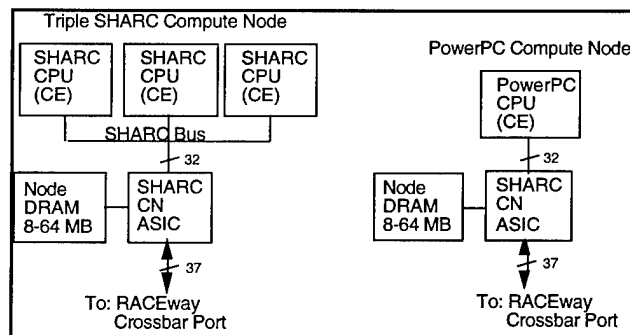 Triple SHARC Compute Node
SHARC
CPU
(CE)
SHARC
CPU
(CE)
SHARC
CPU
(CE)
SHARC Bus
32
Node
DRAM
8-64 MB
SHARC
CN
ASIC
37
To: RACEway
Crossbar Port
PowerPC Compute Node
PowerPC
CPU
(CE)
32
Node
DRAM
8-64 MB
SHARC
CN
ASIC
37
To: RACEway
Crossbar Port